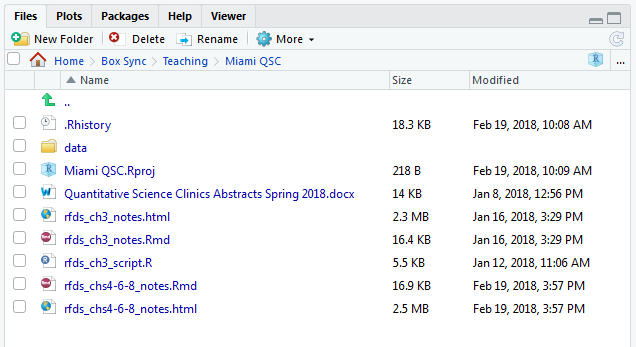 Files Plots Packages Help Viewer
New Folder Delete Rename More
Home Box Sync Teaching Miami QSC R ...
Name Size Modified
..
.Rhistory 18.3 KB Feb 19, 2018, 10:08 AM
data
Miami QSC.Rproj 218 B Feb 19, 2018, 10:09 AM
Quantitative Science Clinics Abstracts Spring 2018.docx 14 KB Jan 8, 2018, 12:56 PM
rfds_ch3_notes.html 2.3 MB Jan 16, 2018, 3:29 PM
rfds_ch3_notes.Rmd 16.4 KB Jan 16, 2018, 3:29 PM
rfds_ch3_script.R 5.5 KB Jan 12, 2018, 11:06 AM
rfds_chs4-6-8_notes.Rmd 16.9 KB Feb 19, 2018, 3:57 PM
rfds_chs4-6-8_notes.html 2.5 MB Feb 19, 2018, 3:57 PM